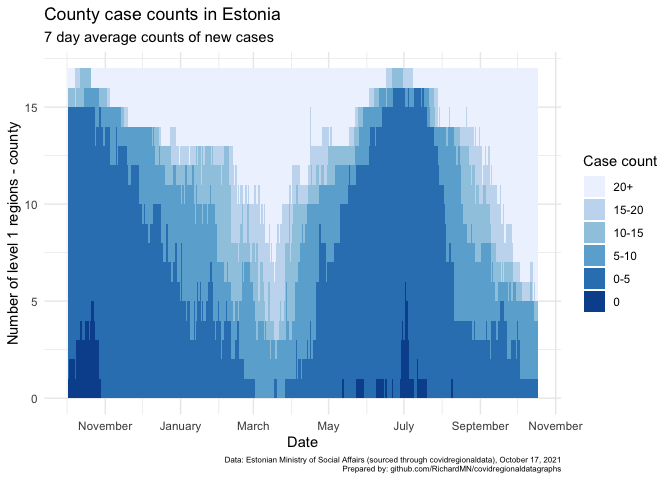 County case counts in Estonia
7 day average counts of new cases
Number of level 1 regions - county
15
10
5
0
November
January
March
May
July
September
November
Date
Case count
20+
15-20
10-15
5-10
0-5
0
Data: Estonian Ministry of Social Affairs (sourced through covidregionaldata), October 17, 2021
Prepared by: github.com/RichardMN/covidregionaldatagraphs